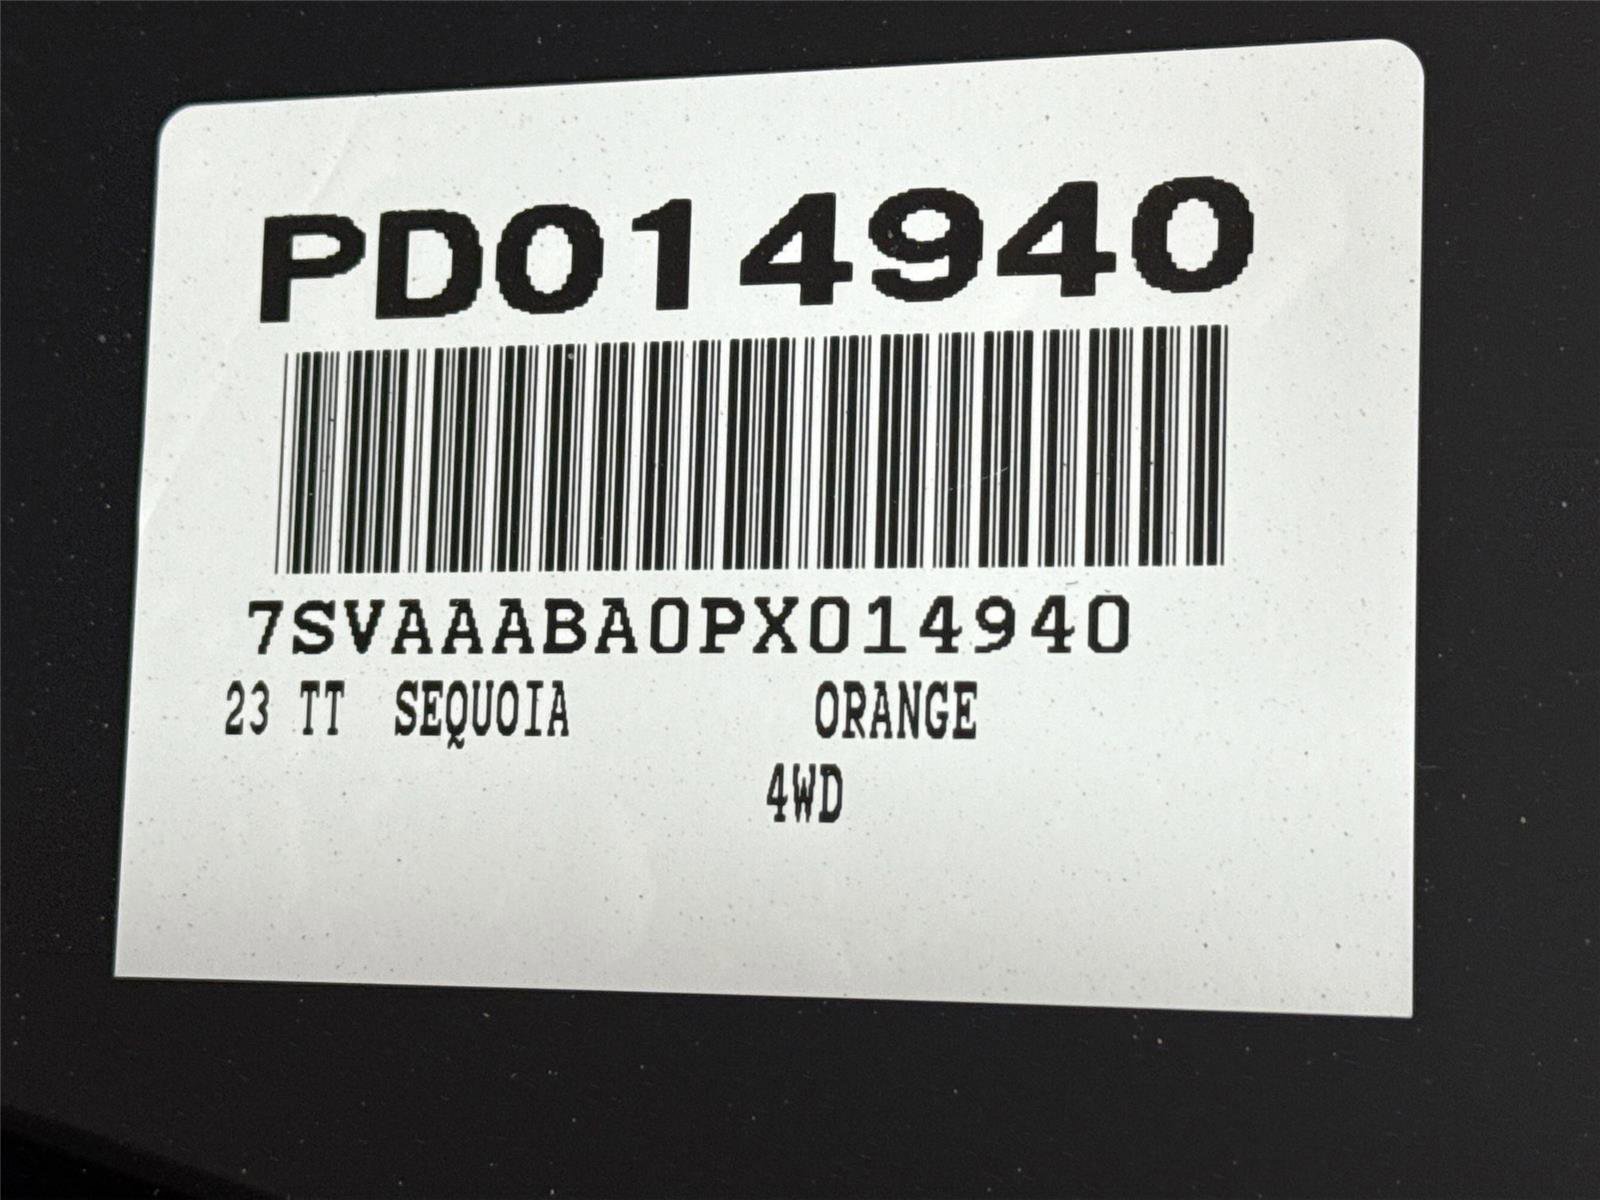 PD014940
7SVAAABA0PX014940
23 TT SEQUOIA ORANGE
4WD